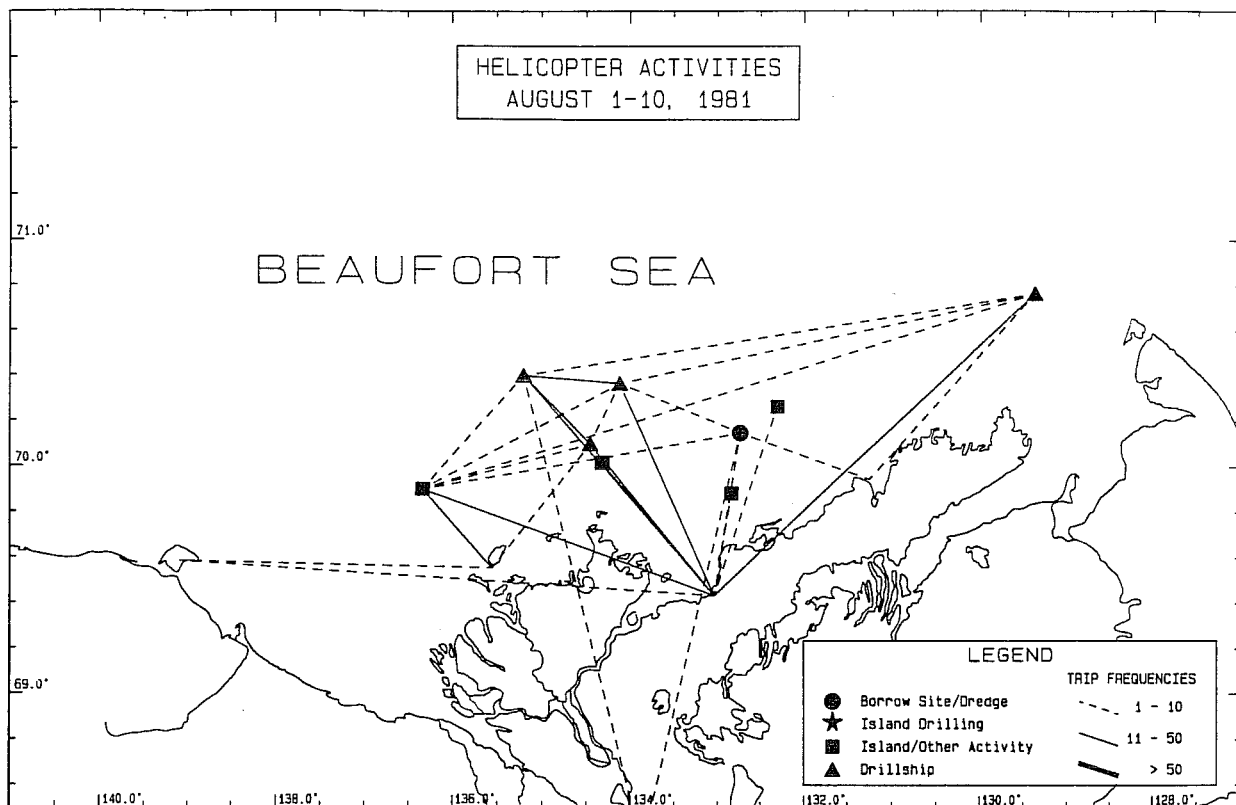 HELICOPTER ACTIVITIES
AUGUST 1-10, 1981
71.0°
BEAUFORT SEA
70.0°
69.0°
LEGEND
TRIP FREQUENCIES
Borrow Site/Dredge
1 - 10
Island Drilling
11 - 50
Island/Other Activity
> 50
Drillship
140.0°
138.0°
136.0°
134.0°
132.0°
130.0°
128.0°